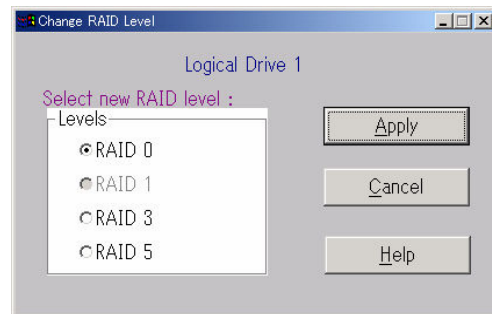 Change RAID Level
Logical Drive 1
Select new RAID level :
Levels
RAID 0
RAID 1
RAID 3
RAID 5
Apply
Cancel
Help